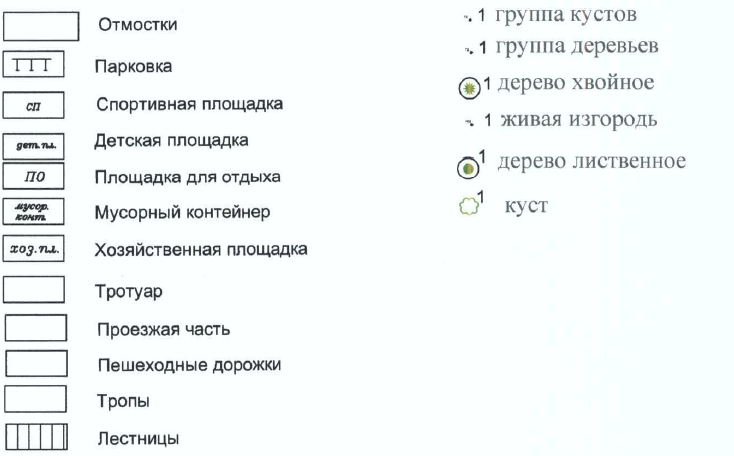 Отмостки
ТТТ Парковка
сп Спортивная площадка
дет.пл. Детская площадка
ПО Площадка для отдыха
мусор. конт. Мусорный контейнер
хоз.пл. Хозяйственная площадка
Тротуар
Проезжая часть
Пешеходные дорожки
Тропы
Лестницы
1 группа кустов
1 группа деревьев
1 дерево хвойное
1 живая изгородь
1 дерево лиственное
1 куст